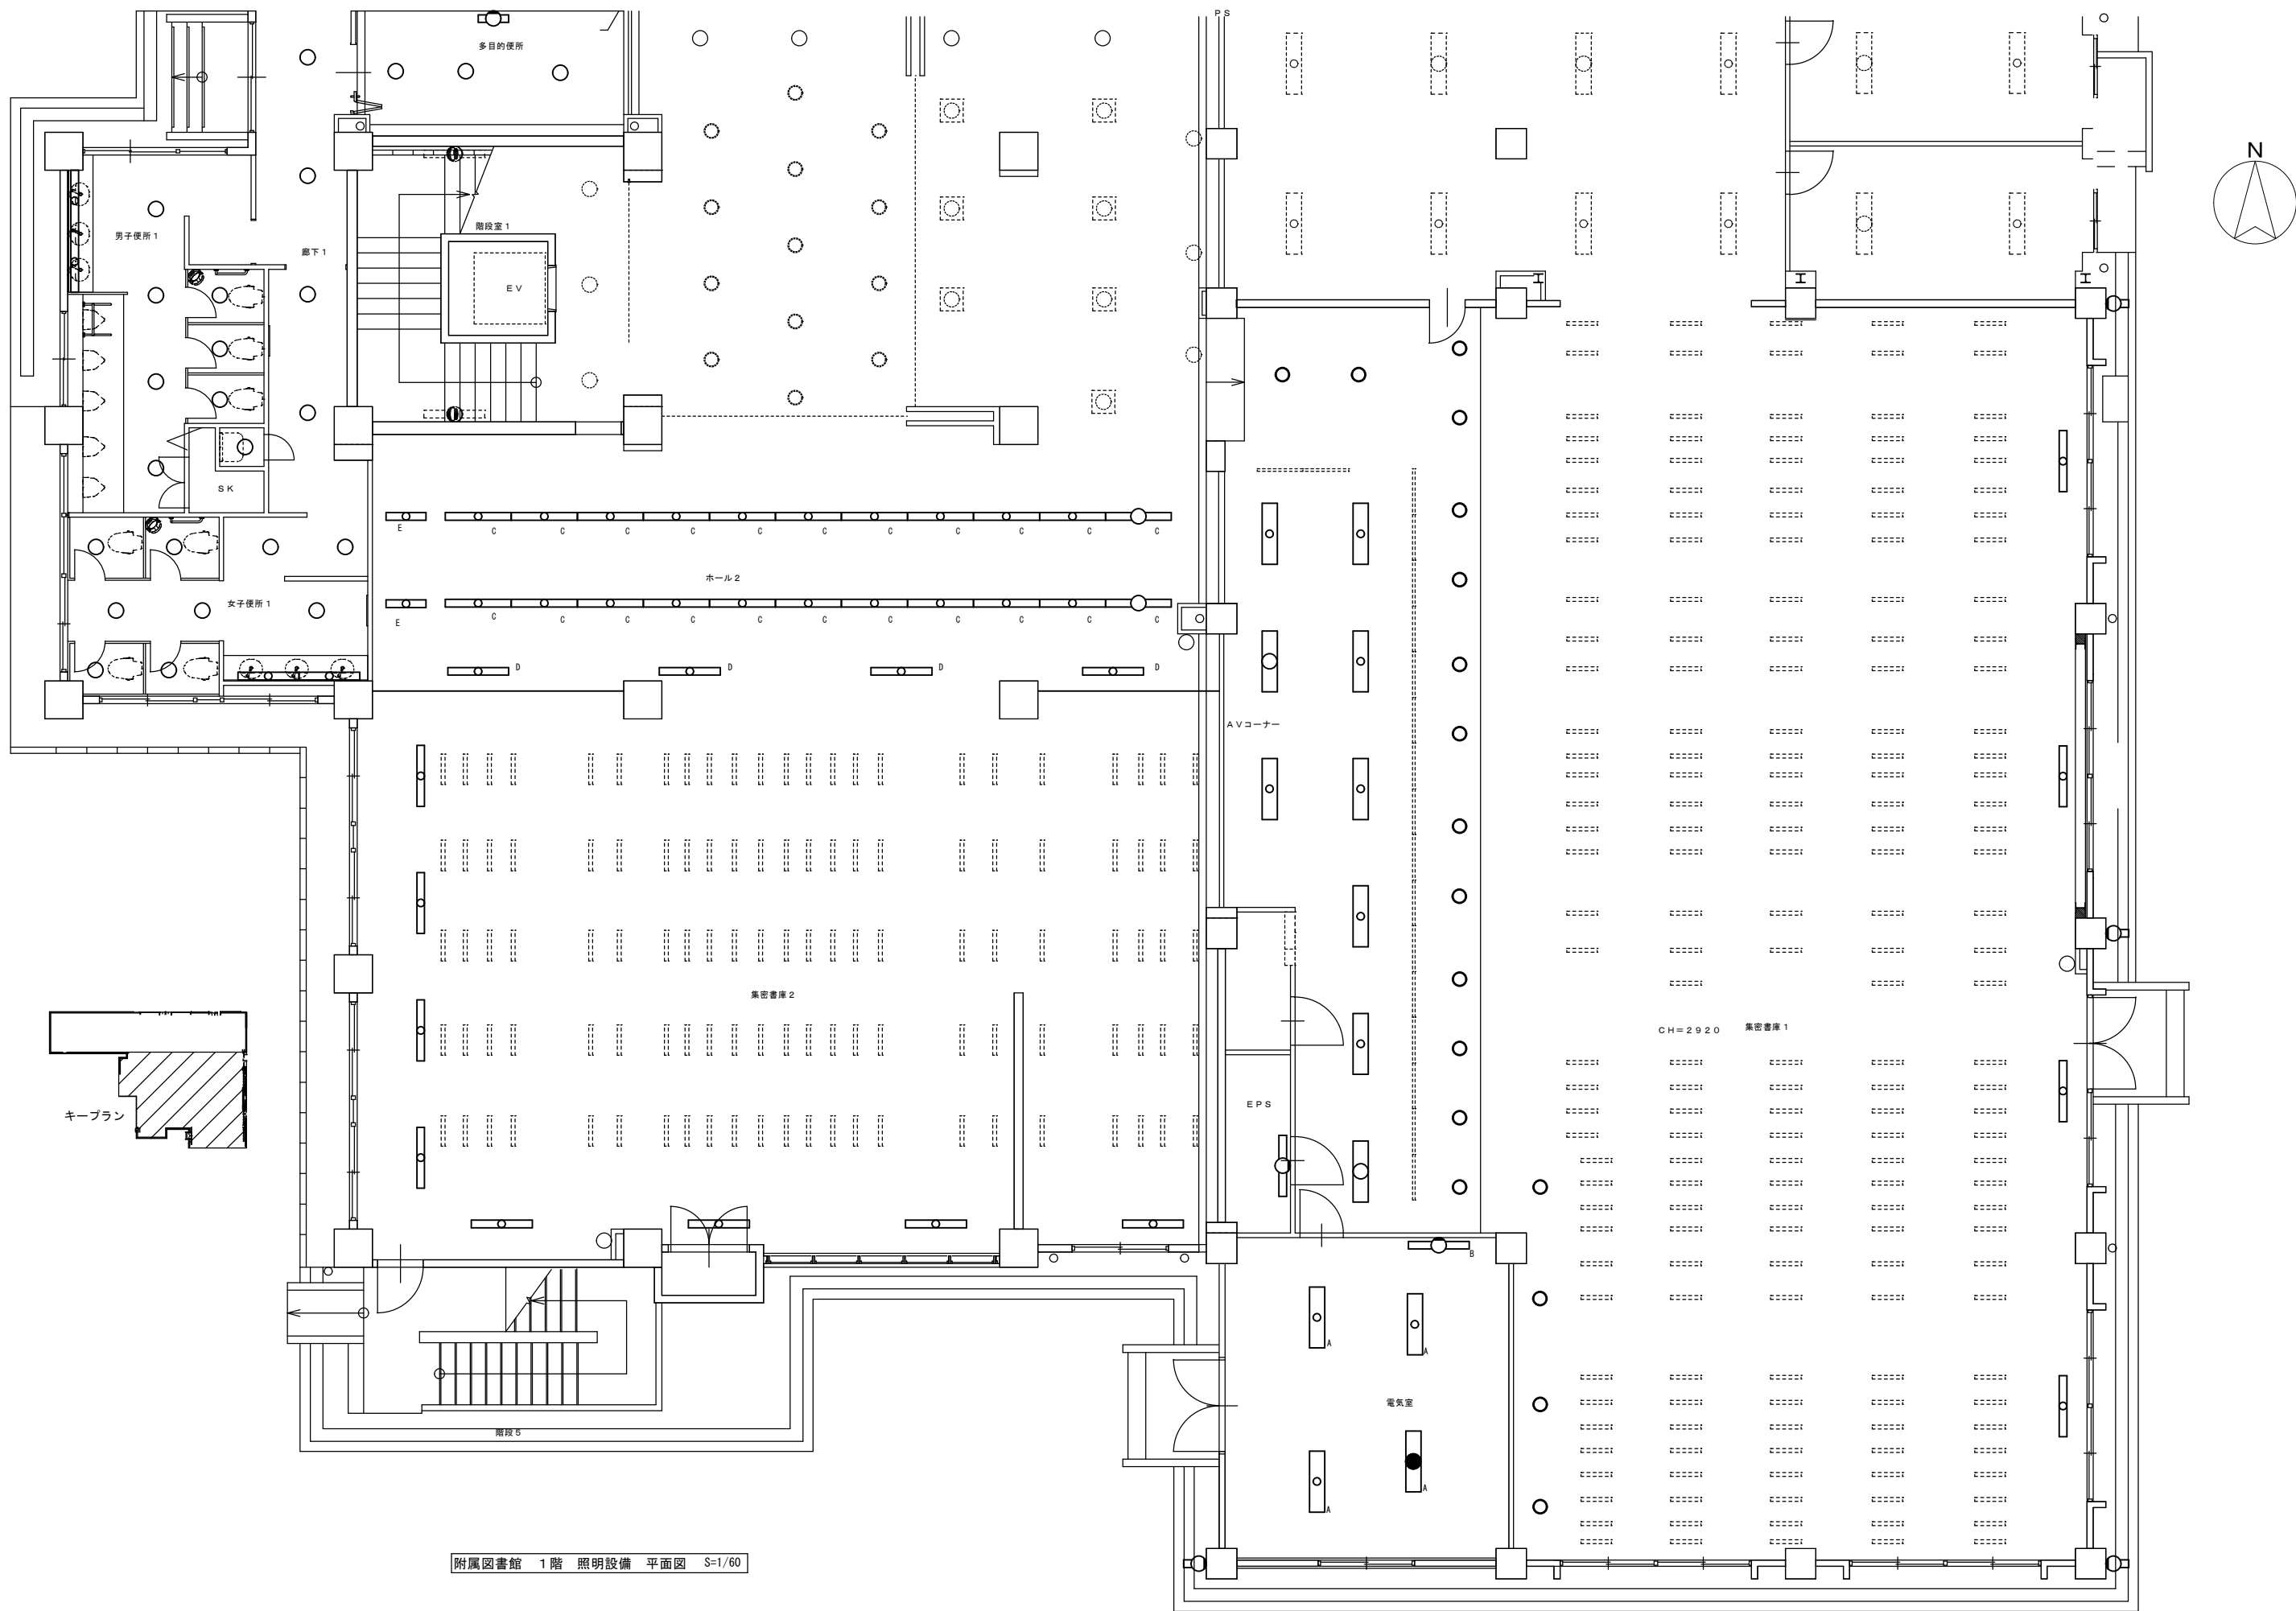 ＰＳ
多目的便所
N
階段室１
男子便所１
廊下１
ＥＶ
ＳＫ
E
C C C C C C C C C C C
ホール２
女子便所１
E
C C C C C C C C C C C
D D D D
ＡＶコーナー
集密書庫２
ＣＨ＝２９２０
集密書庫１
キープラン
ＥＰＳ
B
A
A
電気室
階段５
A
A
附属図書館　１階　照明設備　平面図　S=1/60